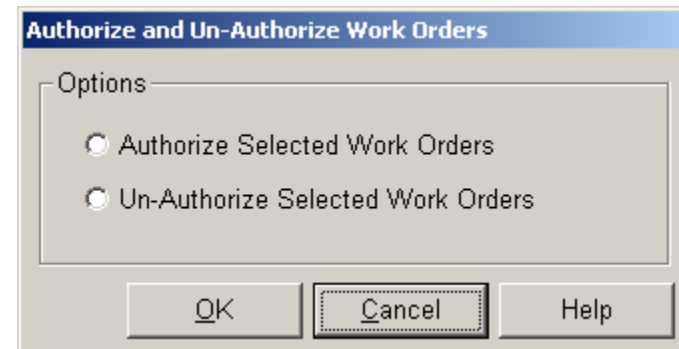 Authorize and Un-Authorize Work Orders
Options
Authorize Selected Work Orders
Un-Authorize Selected Work Orders
OK Cancel Help